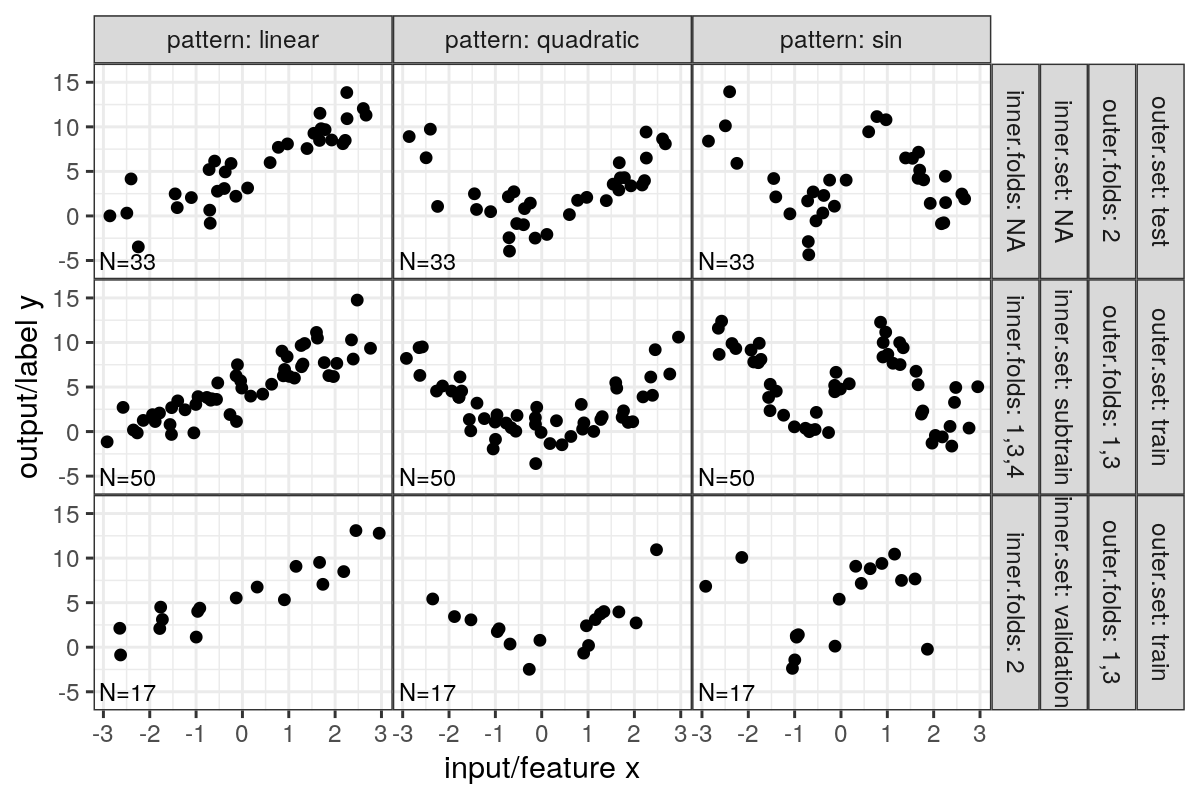 pattern: linear
pattern: quadratic
pattern: sin
15
10
5
0
-5
N=33
N=33
N=33
inner.folds: NA
inner.set: NA
outer.folds: 2
outer.set: test
15
10
5
0
-5
N=50
N=50
N=50
inner.folds: 1,3,4
inner.set: subtrain
outer.folds: 1,3
outer.set: train
15
10
5
0
-5
N=17
N=17
N=17
inner.folds: 2
inner.set: validation
outer.folds: 1,3
outer.set: train
output/label y
-3 -2 -1 0 1 2 3
-3 -2 -1 0 1 2 3
-3 -2 -1 0 1 2 3
input/feature x